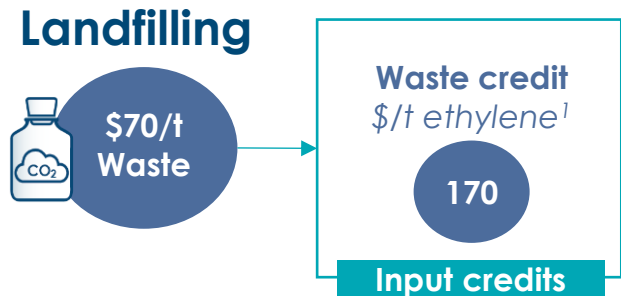 Landfilling
CO₂
$70/t
Waste
Waste credit
$/t ethylene¹
170
Input credits